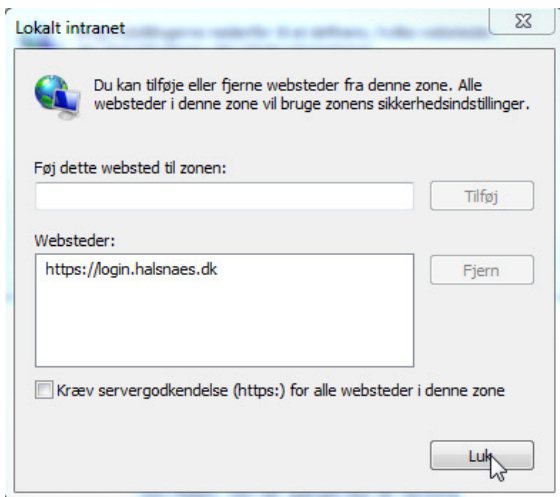 Lokalt intranet
Du kan tilføje eller fjerne websteder fra denne zone. Alle
websteder i denne zone vil bruge zonens sikkerhedsindstillinger.
Føj dette websted til zonen:
Tilføj
Websteder:
https://login.halsnaes.dk
Fjern
Kræv servergodkendelse (https:) for alle websteder i denne zone
Luk